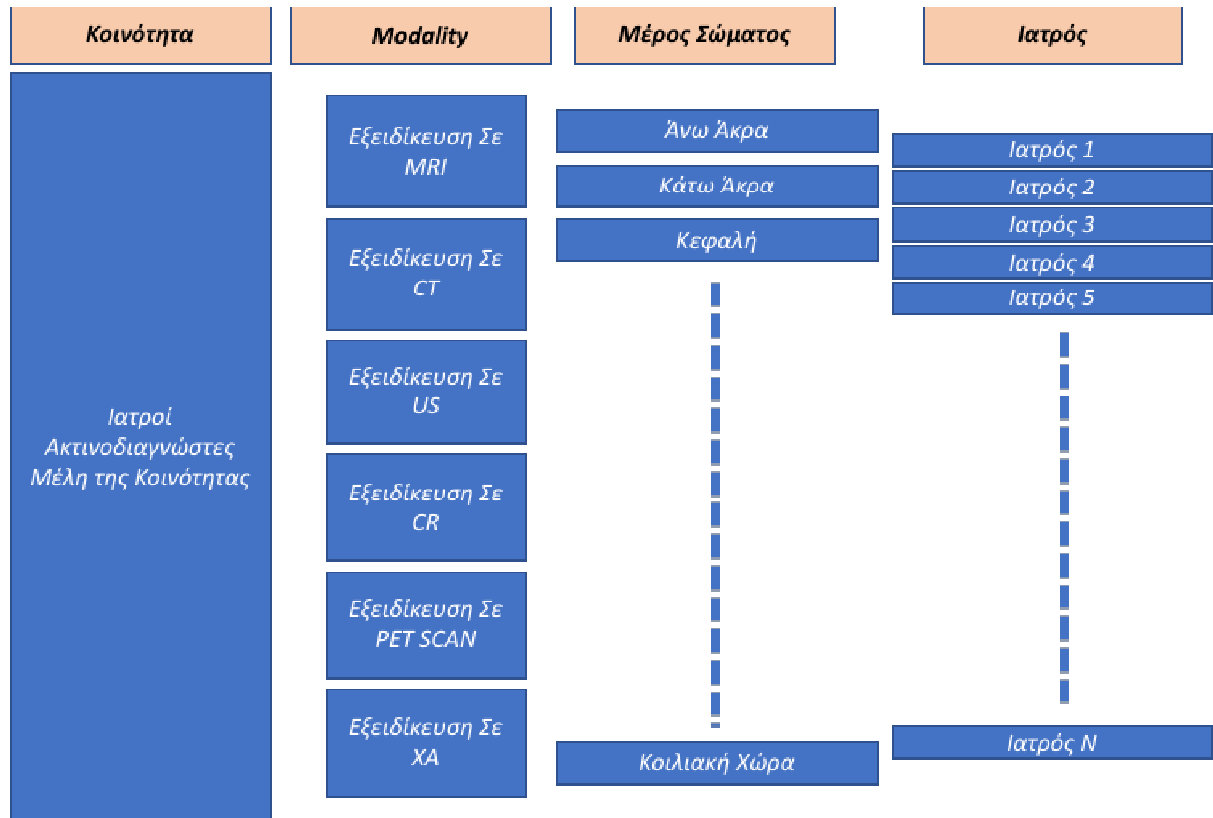 Κοινότητα
Modality
Μέρος Σώματος
Ιατρός
Ιατροί
Ακτινοδιαγνώστες
Μέλη της Κοινότητας
Εξειδίκευση Σε
MRI
Εξειδίκευση Σε
CT
Εξειδίκευση Σε
US
Εξειδίκευση Σε
CR
Εξειδίκευση Σε
PET SCAN
Εξειδίκευση Σε
XA
Άνω Άκρα
Κάτω Άκρα
Κεφαλή
Κοιλιακή Χώρα
Ιατρός 1
Ιατρός 2
Ιατρός 3
Ιατρός 4
Ιατρός 5
Ιατρός Ν